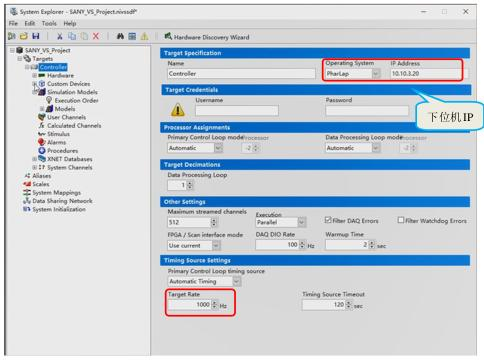 System Explorer - SANY_VS_Project.nivssdf*
File Edit Tools Help
Hardware Discovery Wizard
SANY_VS_Project
Targets
Controller
Hardware
Custom Devices
Simulation Models
Execution Order
Models
User Channels
Calculated Channels
Stimulus
Alarms
Procedures
XNET Databases
System Channels
Aliases
Scales
System Mappings
Data Sharing Network
System Initialization
Target Specification
Name Operating System IP Address
Controller PharLap 10.10.3.20
下位机IP
Target Credentials
Username Password
Processor Assignments
Primary Control Loop mode Processor Data Processing Loop mode Processor
Automatic -2 Automatic -2
Target Decimations
Data Processing Loop
1
Other Settings
Maximum streamed channels Execution
512 Parallel Filter DAQ Errors Filter Watchdog Errors
FPGA / Scan interface mode DAQ DIO Rate Warmup Time
Use current 100 Hz 2 sec
Timing Source Settings
Primary Control Loop timing source
Automatic Timing
Target Rate Timing Source Timeout
1000 Hz 120 sec